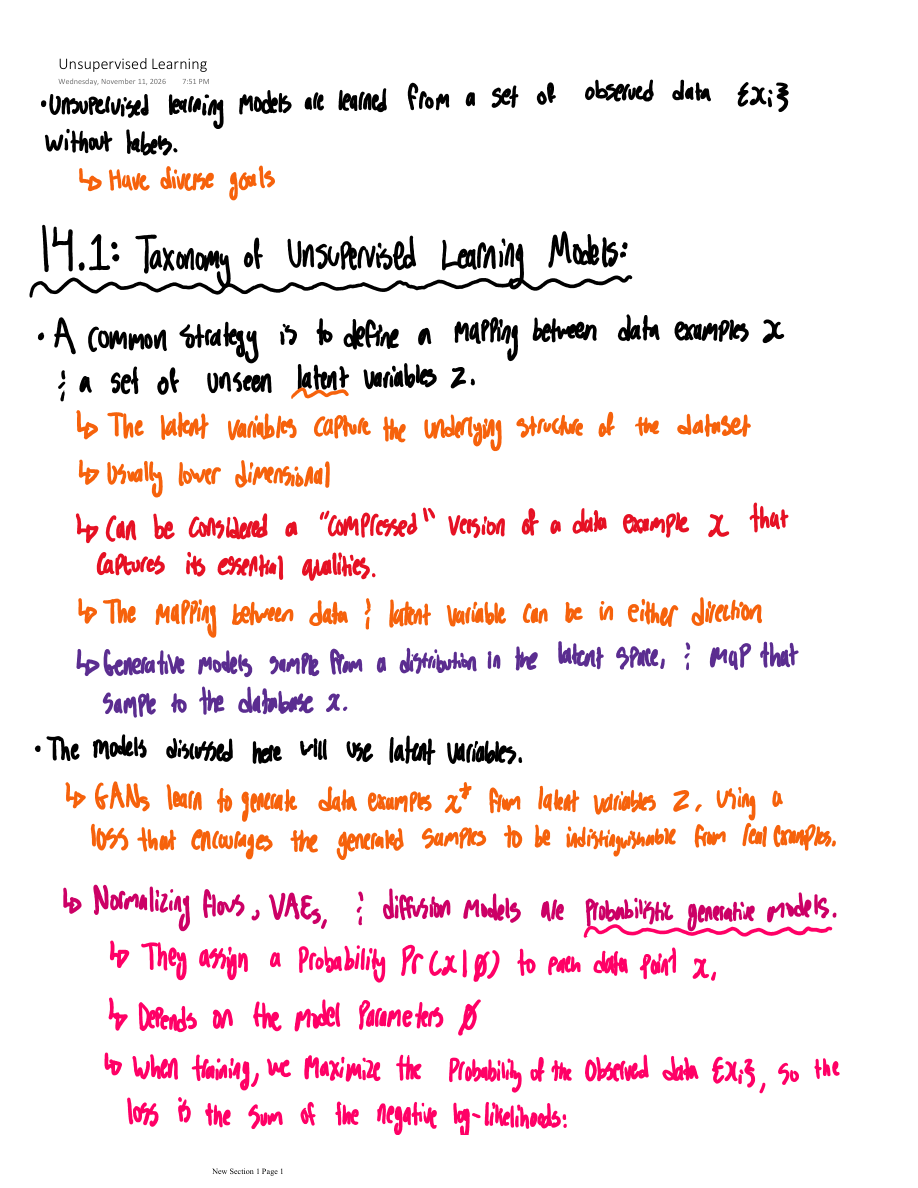 Unsupervised Learning
Wednesday, November 11, 2026 7:51 PM
• Unsupervised learning models are learned from a set of observed data {xi}
without labels.
↳ Have diverse goals
14.1: Taxonomy of Unsupervised Learning Models:
• A common strategy is to define a mapping between data examples x
& a set of unseen latent variables z.
↳ The latent variables capture the underlying structure of the dataset
↳ Usually lower dimensional
↳ Can be considered a "compressed" version of a data example x that
captures its essential qualities.
↳ The mapping between data & latent variable can be in either direction
↳ Generative models sample from a distribution in the latent space, & map that
sample to the database x.
• The models discussed here will use latent variables.
↳ GANs learn to generate data examples x* from latent variables z, using a
loss that encourages the generated samples to be indistinguishable from real examples.
↳ Normalizing flows, VAEs, & diffusion models are probabilistic generative models.
↳ They assign a probability Pr(x|ϕ) to each data point x,
↳ Depends on the model parameters ϕ
↳ When training, we maximize the probability of the observed data {xi}, so the
loss is the sum of the negative log-likelihoods:
New Section 1 Page 1